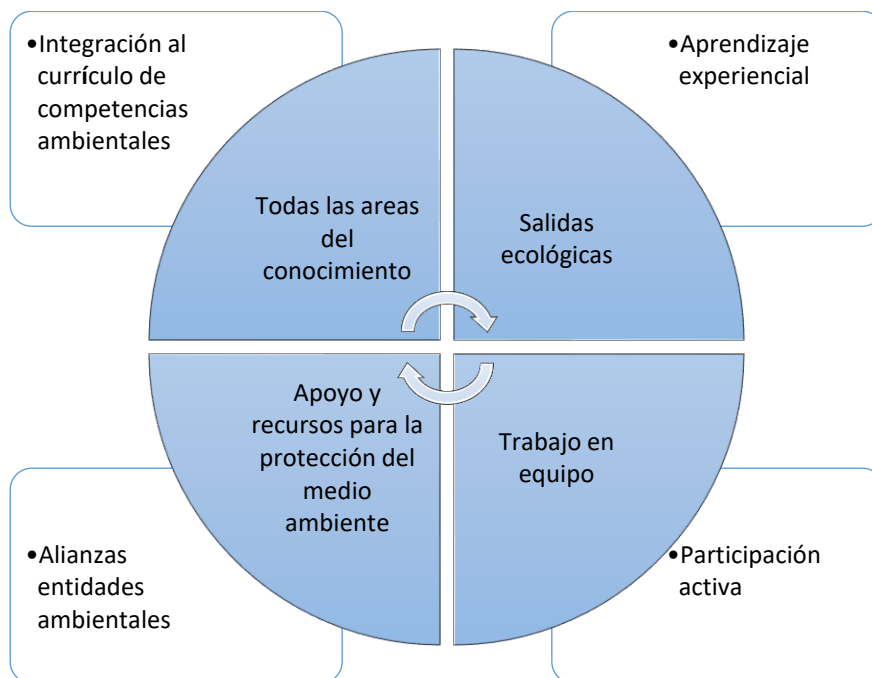 •Integración al
currículo de
competencias
ambientales
•Aprendizaje
experiencial
Todas las areas
del
conocimiento
Salidas
ecológicas
Apoyo y
recursos para la
protección del
medio
ambiente
Trabajo en
equipo
•Alianzas
entidades
ambientales
•Participación
activa